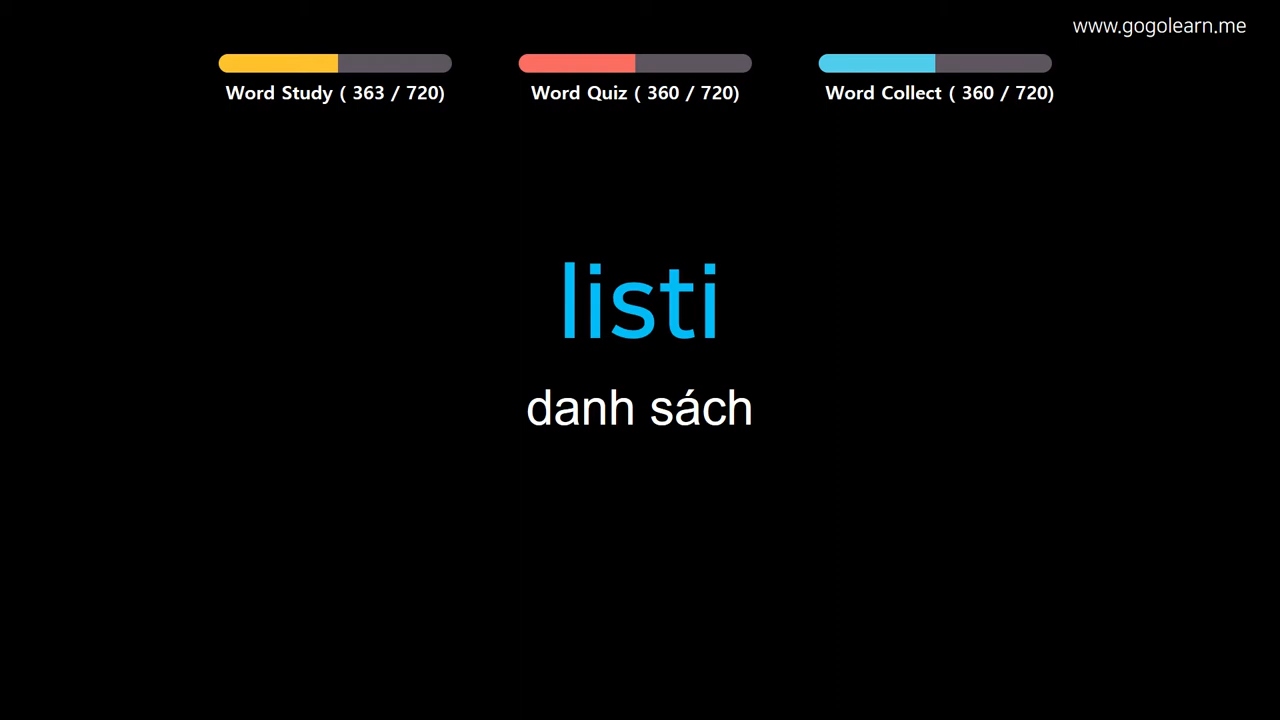 www.gogolearn.me
Word Study ( 363 / 720)
Word Quiz ( 360 / 720)
Word Collect ( 360 / 720)
listi
danh sách